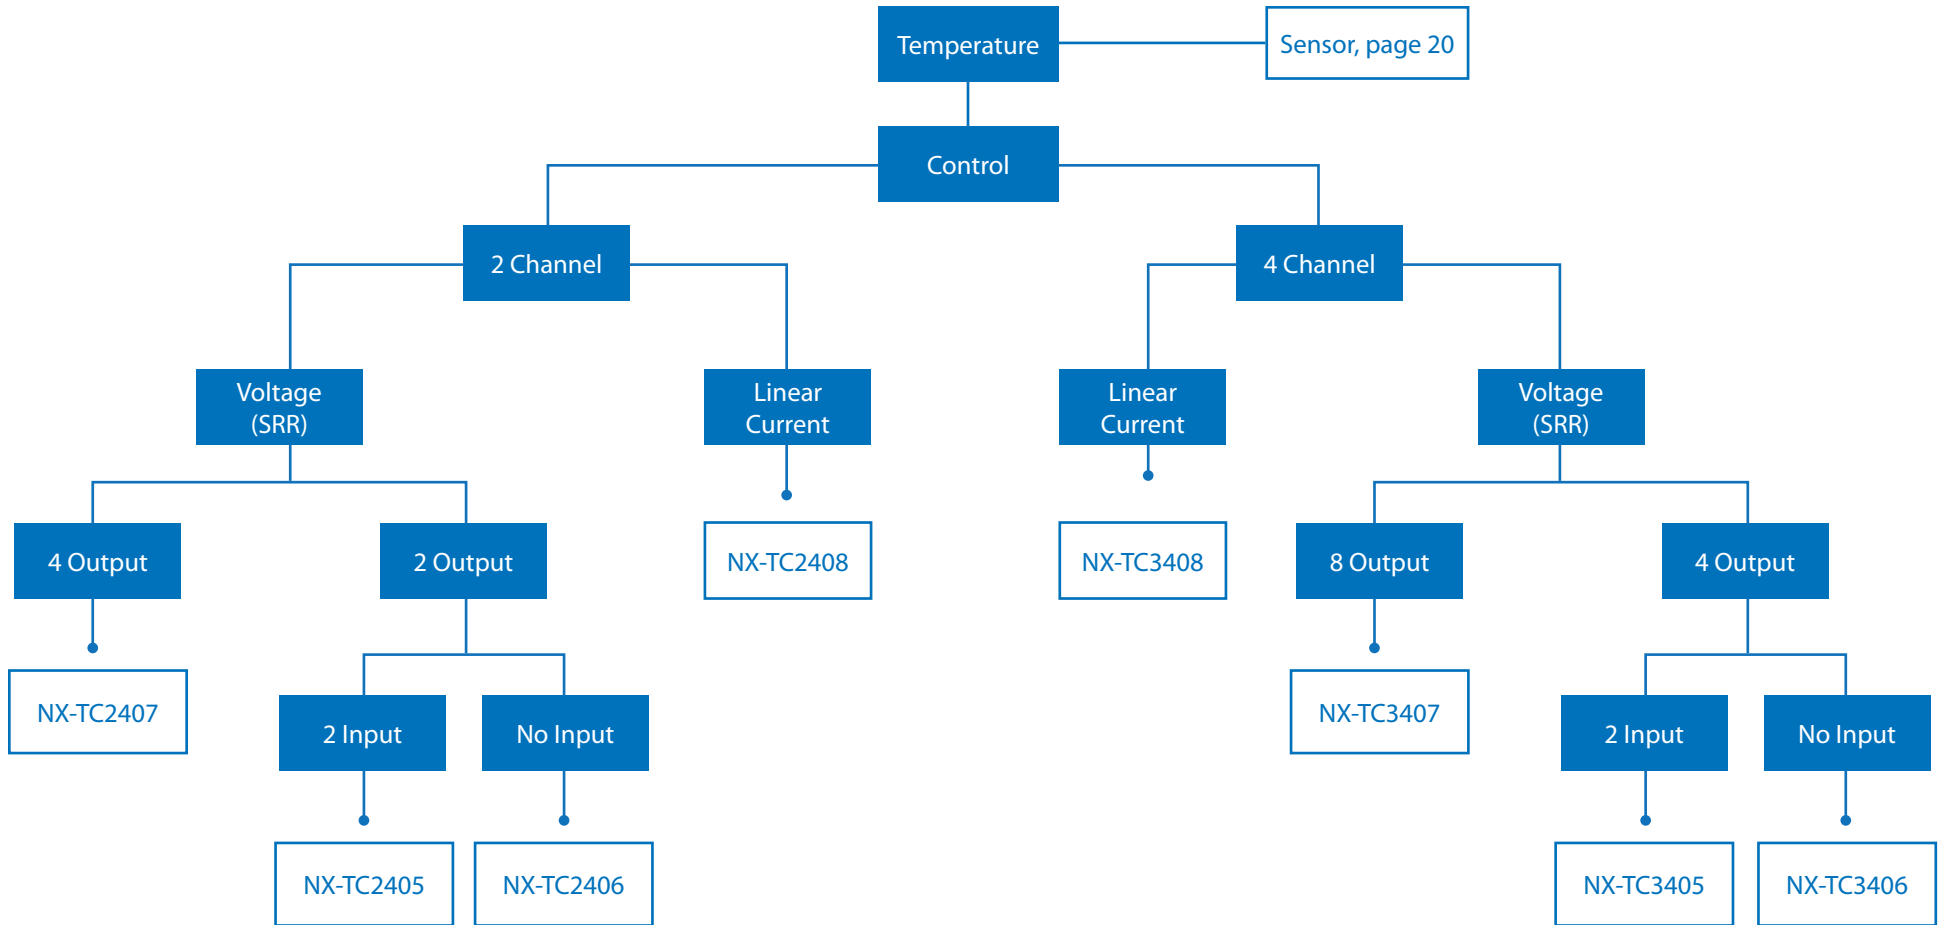 Temperature
Sensor, page 20
Control
2 Channel
4 Channel
Voltage
(SRR)
Linear
Current
Linear
Current
Voltage
(SRR)
4 Output
2 Output
NX-TC2408
NX-TC3408
8 Output
4 Output
NX-TC2407
2 Input
No Input
NX-TC3407
2 Input
No Input
NX-TC2405
NX-TC2406
NX-TC3405
NX-TC3406